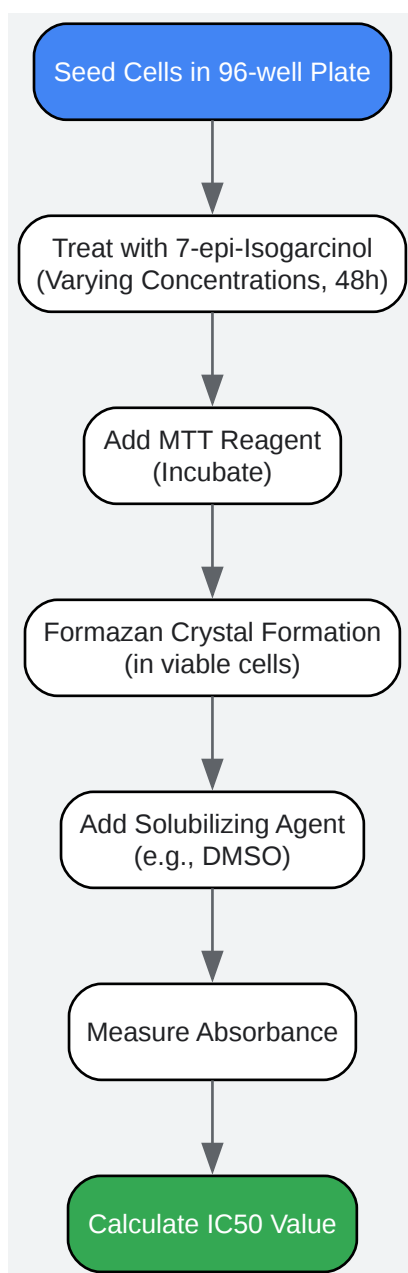 Seed Cells in 96-well Plate
Treat with 7-epi-Isogarcinol
(Varying Concentrations, 48h)
Add MTT Reagent
(Incubate)
Formazan Crystal Formation
(in viable cells)
Add Solubilizing Agent
(e.g., DMSO)
Measure Absorbance
Calculate IC50 Value